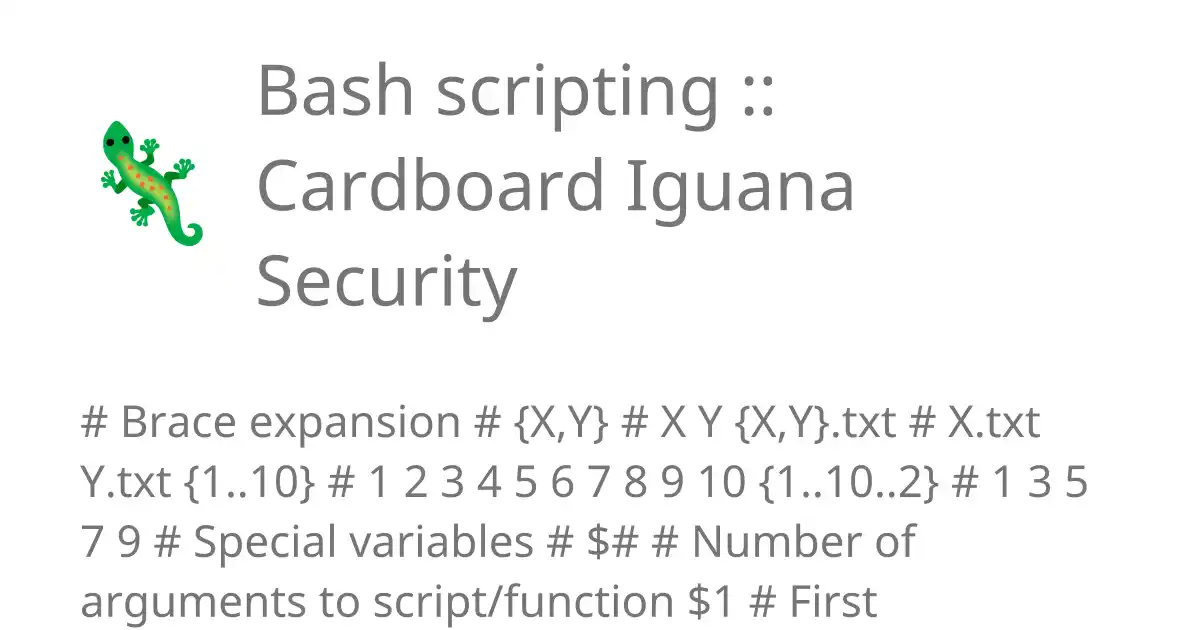 Bash scripting ::
Cardboard Iguana
Security
# Brace expansion # {X,Y} # X Y {X,Y}.txt # X.txt
Y.txt {1..10} # 1 2 3 4 5 6 7 8 9 10 {1..10..2} # 1 3 5
7 9 # Special variables # $# # Number of
arguments to script/function $1 # First